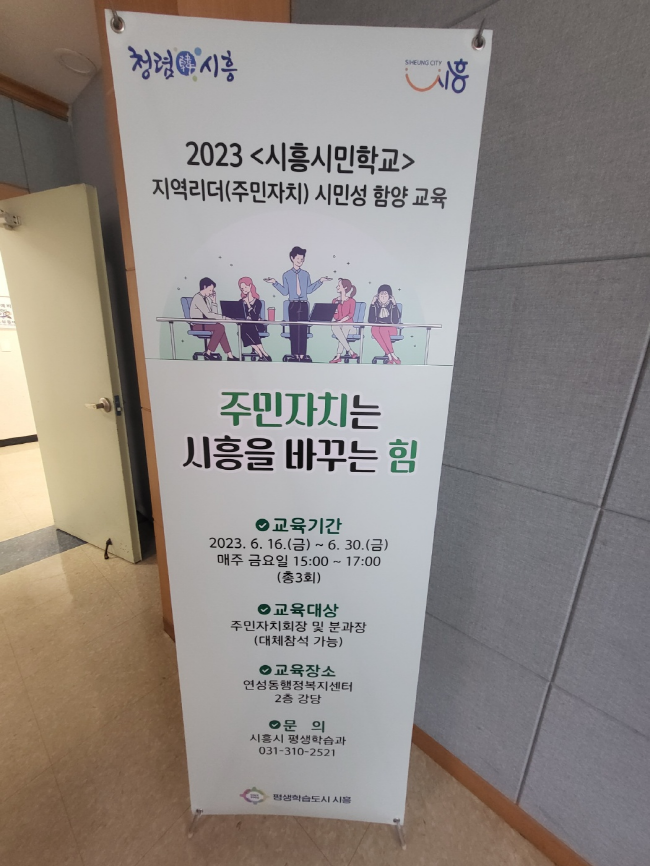 청렴韓시흥
SIHEUNG CITY
시흥
2023 <시흥시민학교>
지역리더(주민자치) 시민성 함양 교육
주민자치는
시흥을 바꾸는 힘
교육기간
2023. 6. 16.(금) ~ 6. 30.(금)
매주 금요일 15:00 ~ 17:00
(총3회)
교육대상
주민자치회장 및 분과장
(대체참석 가능)
교육장소
연성동행정복지센터
2층 강당
문 의
시흥시 평생학습과
031-310-2521
평생학습도시 시흥